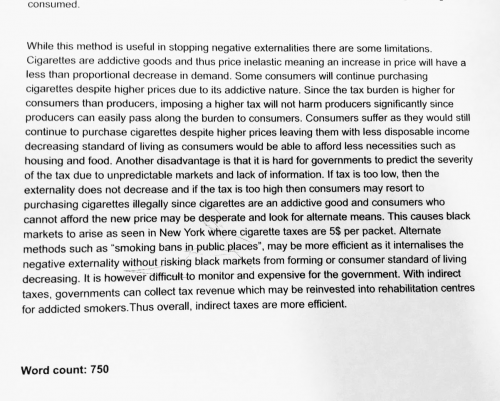 consumed.
While this method is useful in stopping negative externalities there are some limitations.
Cigarettes are addictive goods and thus price inelastic meaning an increase in price will have a
less than proportional decrease in demand. Some consumers will continue purchasing
cigarettes despite higher prices due to its addictive nature. Since the tax burden is higher for
consumers than producers, imposing a higher tax will not harm producers significantly since
producers can easily pass along the burden to consumers. Consumers suffer as they would still
continue to purchase cigarettes despite higher prices leaving them with less disposable income
decreasing standard of living as consumers would be able to afford less necessities such as
housing and food. Another disadvantage is that it is hard for governments to predict the severity
of the tax due to unpredictable markets and lack of information. If tax is too low, then the
externality does not decrease and if the tax is too high then consumers may resort to
purchasing cigarettes illegally since cigarettes are an addictive good and consumers who
cannot afford the new price may be desperate and look for alternate means. This causes black
markets to arise as seen in New York where cigarette taxes are 5$ per packet. Alternate
methods such as “smoking bans in public places”, may be more efficient as it internalises the
negative externality without risking black markets from forming or consumer standard of living
decreasing. It is however difficult to monitor and expensive for the government. With indirect
taxes, governments can collect tax revenue which may be reinvested into rehabilitation centres
for addicted smokers.Thus overall, indirect taxes are more efficient.
Word count: 750